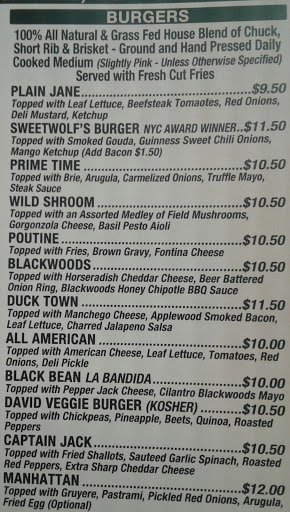 BURGERS
100% All Natural & Grass Fed House Blend of Chuck,
Short Rib & Brisket - Ground and Hand Pressed Daily
Cooked Medium (Slightly Pink - Unless Otherwise Specified)
Served with Fresh Cut Fries
PLAIN JANE...$9.50
Topped with Leaf Lettuce, Beefsteak Tomaotes, Red Onions,
Deli Mustard, Ketchup
SWEETWOLF'S BURGER NYC AWARD WINNER..$11.50
Topped with Smoked Gouda, Guinness Sweet Chili Onions,
Mango Ketchup (Add Bacon $1.50)
PRIME TIME...$10.50
Topped with Brie, Arugula, Carmelized Onions, Truffle Mayo,
Steak Sauce
WILD SHROOM...$10.50
Topped with an Assorted Medley of Field Mushrooms,
Gorgonzola Cheese, Basil Pesto Aioli
POUTINE...$10.50
Topped with Fries, Brown Gravy, Fontina Cheese
BLACKWOODS...$10.50
Topped with Horseradish Cheddar Cheese, Beer Battered
Onion Ring, Blackwoods Honey Chipotle BBQ Sauce
DUCK TOWN...$11.50
Topped with Manchego Cheese, Applewood Smoked Bacon,
Leaf Lettuce, Charred Jalapeno Salsa
ALL AMERICAN...$10.00
Topped with American Cheese, Leaf Lettuce, Tomatoes, Red
Onions, Deli Pickle
BLACK BEAN LA BANDIDA...$10.00
Topped with Pepper Jack Cheese, Cilantro Blackwoods Mayo
DAVID VEGGIE BURGER (KOSHER)...$10.50
Topped with Chickpeas, Pineapple, Beets, Quinoa, Roasted
Peppers
CAPTAIN JACK...$10.50
Topped with Fried Shallots, Sauteed Garlic Spinach, Roasted
Red Peppers, Extra Sharp Cheddar Cheese
MANHATTAN...$12.00
Topped with Gruyere, Pastrami, Pickled Red Onions, Arugula,
Fried Egg (Optional)